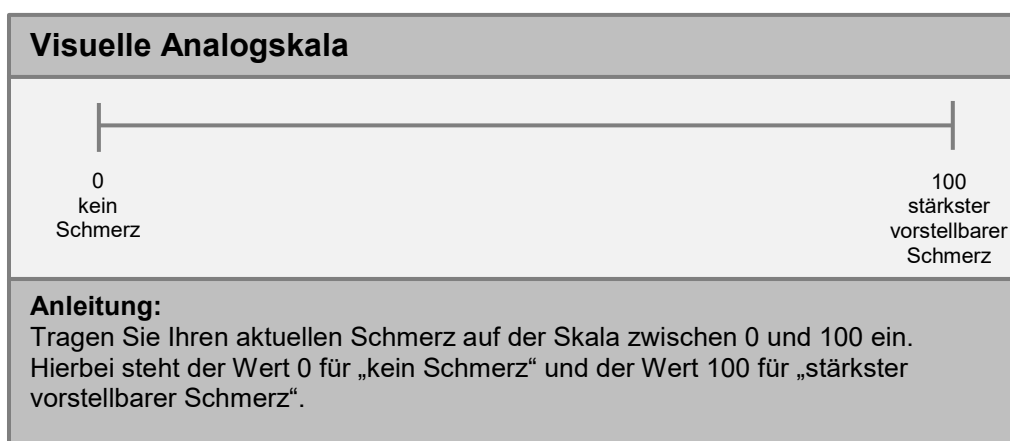 Visuelle Analogskala
0
kein
Schmerz
100
stärkster
vorstellbarer
Schmerz
Anleitung:
Tragen Sie Ihren aktuellen Schmerz auf der Skala zwischen 0 und 100 ein.
Hierbei steht der Wert 0 für „kein Schmerz“ und der Wert 100 für „stärkster
vorstellbarer Schmerz“.